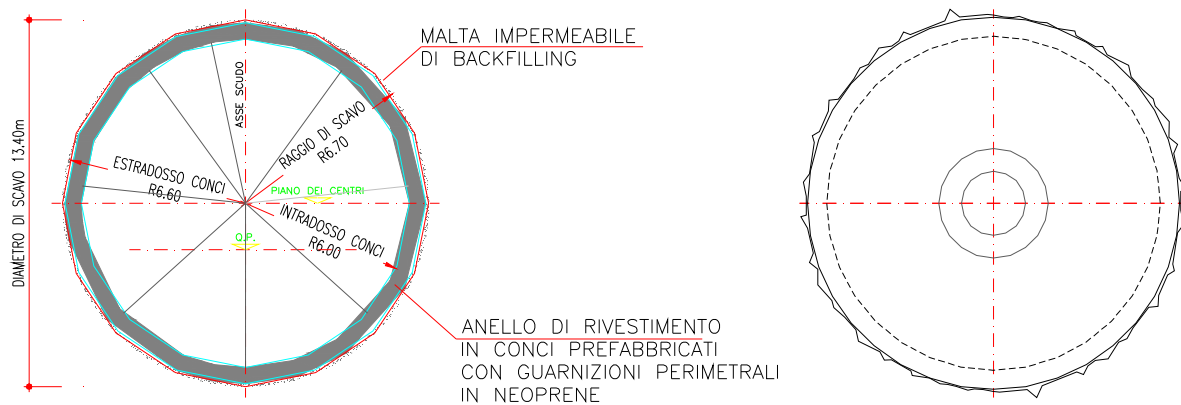 MALTA IMPERMEABILE
DI BACKFILLING
ASSE SCUDO
RAGGIO DI SCAVO
R6.70
ESTRADOSSO CONCI
R6.60
PIANO DEI CENTRI
INTRADOSSO CONCI
R6.00
Q.P.
DIAMETRO DI SCAVO 13,40m
ANELLO DI RIVESTIMENTO
IN CONCI PREFABBRICATI
CON GUARNIZIONI PERIMETRALI
IN NEOPRENE